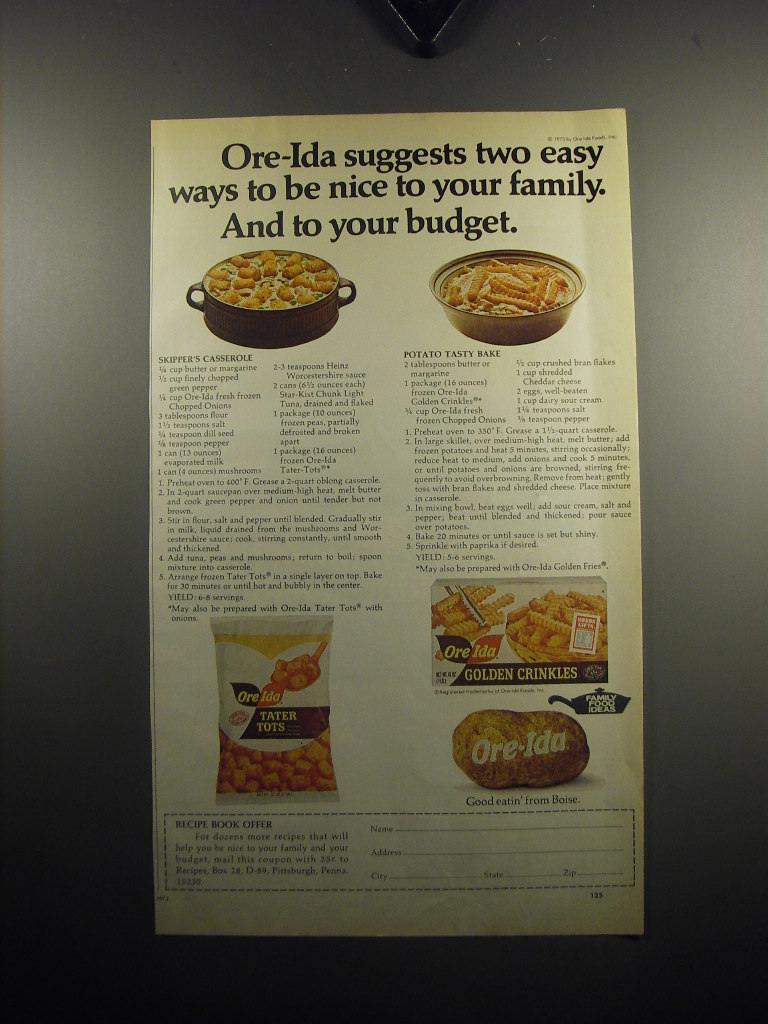 © 1973 by Ore-Ida Foods, Inc.
Ore-Ida suggests two easy
ways to be nice to your family.
And to your budget.
SKIPPER'S CASSEROLE
¼ cup butter or margarine
½ cup finely chopped
green pepper
¼ cup Ore-Ida fresh frozen
Chopped Onions
3 tablespoons flour
1½ teaspoons salt
¼ teaspoon dill seed
⅛ teaspoon pepper
1 can (13 ounces)
evaporated milk
1 can (4 ounces) mushrooms
2-3 teaspoons Heinz
Worcestershire sauce
2 cans (6½ ounces each)
Star-Kist Chunk Light
Tuna, drained and flaked
1 package (10 ounces)
frozen peas, partially
defrosted and broken
apart
1 package (16 ounces)
frozen Ore-Ida
Tater-Tots®*
1. Preheat oven to 400° F. Grease a 2-quart oblong casserole.
2. In 2-quart saucepan over medium-high heat, melt butter
and cook green pepper and onion until tender but not
brown.
3. Stir in flour, salt and pepper until blended. Gradually stir
in milk, liquid drained from the mushrooms and Wor-
cestershire sauce; cook, stirring constantly, until smooth
and thickened.
4. Add tuna, peas and mushrooms; return to boil; spoon
mixture into casserole.
5. Arrange frozen Tater Tots® in a single layer on top. Bake
for 30 minutes or until hot and bubbly in the center.
YIELD: 6-8 servings.
*May also be prepared with Ore-Ida Tater Tots® with
onions.
POTATO TASTY BAKE
2 tablespoons butter or
margarine
1 package (16 ounces)
frozen Ore-Ida
Golden Crinkles®*
¾ cup Ore-Ida fresh
frozen Chopped Onions
½ cup crushed bran flakes
1 cup shredded
Cheddar cheese
2 eggs, well-beaten
1 cup dairy sour cream
1¼ teaspoons salt
⅛ teaspoon pepper
1. Preheat oven to 350° F. Grease a 1½-quart casserole.
2. In large skillet, over medium-high heat, melt butter; add
frozen potatoes and heat 5 minutes, stirring occasionally;
reduce heat to medium, add onions and cook 5 minutes,
or until potatoes and onions are browned, stirring fre-
quently to avoid overbrowning. Remove from heat; gently
toss with bran flakes and shredded cheese. Place mixture
in casserole.
3. In mixing bowl, beat eggs well; add sour cream, salt and
pepper; beat until blended and thickened; pour sauce
over potatoes.
4. Bake 20 minutes or until sauce is set but shiny.
5. Sprinkle with paprika if desired.
YIELD: 5-6 servings.
*May also be prepared with Ore-Ida Golden Fries®.
Ore Ida
GOLDEN CRINKLES
®Registered trademarks of Ore-Ida Foods, Inc.
Ore Ida
TATER
TOTS
FAMILY
FOOD
IDEAS
Ore-Ida
Good eatin' from Boise.
RECIPE BOOK OFFER
For dozens more recipes that will
help you be nice to your family and your
budget, mail this coupon with 25¢ to
Recipes, Box 28, D-89, Pittsburgh, Penna.
15230.
Name
Address
City State Zip
1973
125